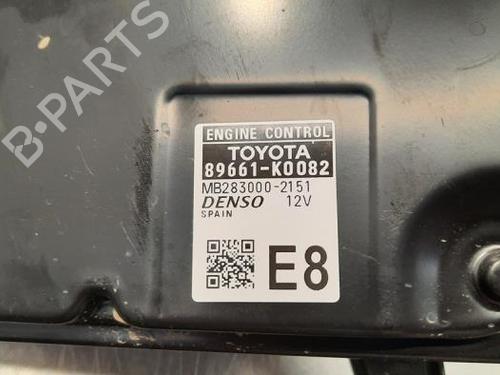 B-PARTS
ENGINE CONTROL
TOYOTA
89661-K0082
MB283000-2151
DENSO 12V
SPAIN
E8